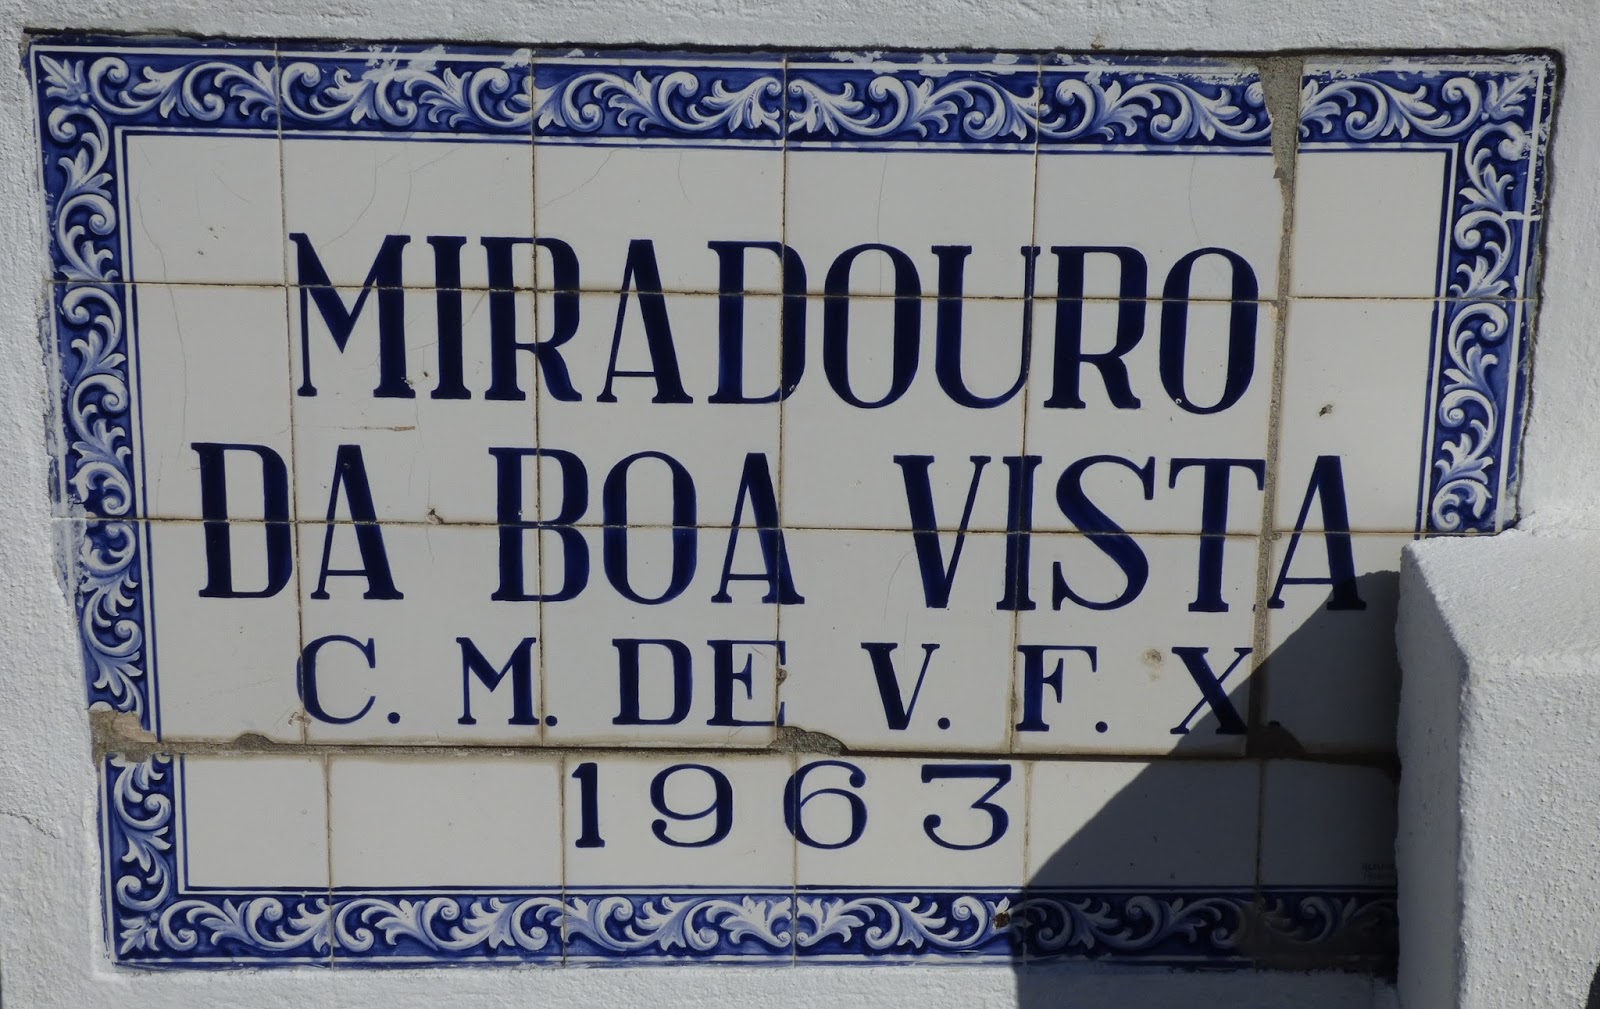 MIRADOURO
DA BOA VISTA
C. M. DE V. F. X
1963